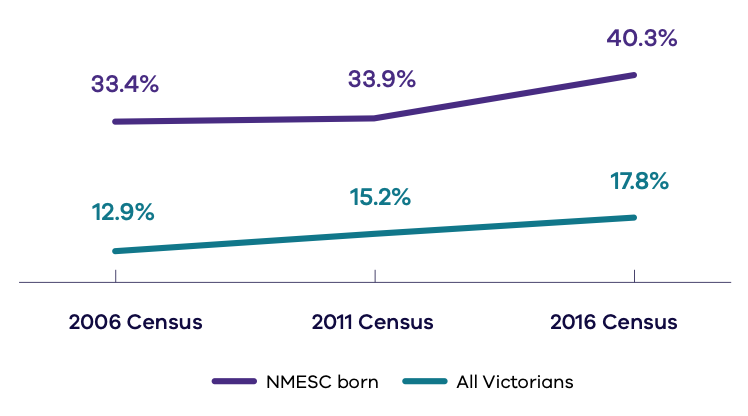 40.3%
33.4%
33.9%
17.8%
12.9%
15.2%
2006 Census
2011 Census
2016 Census
NMESC born
All Victorians